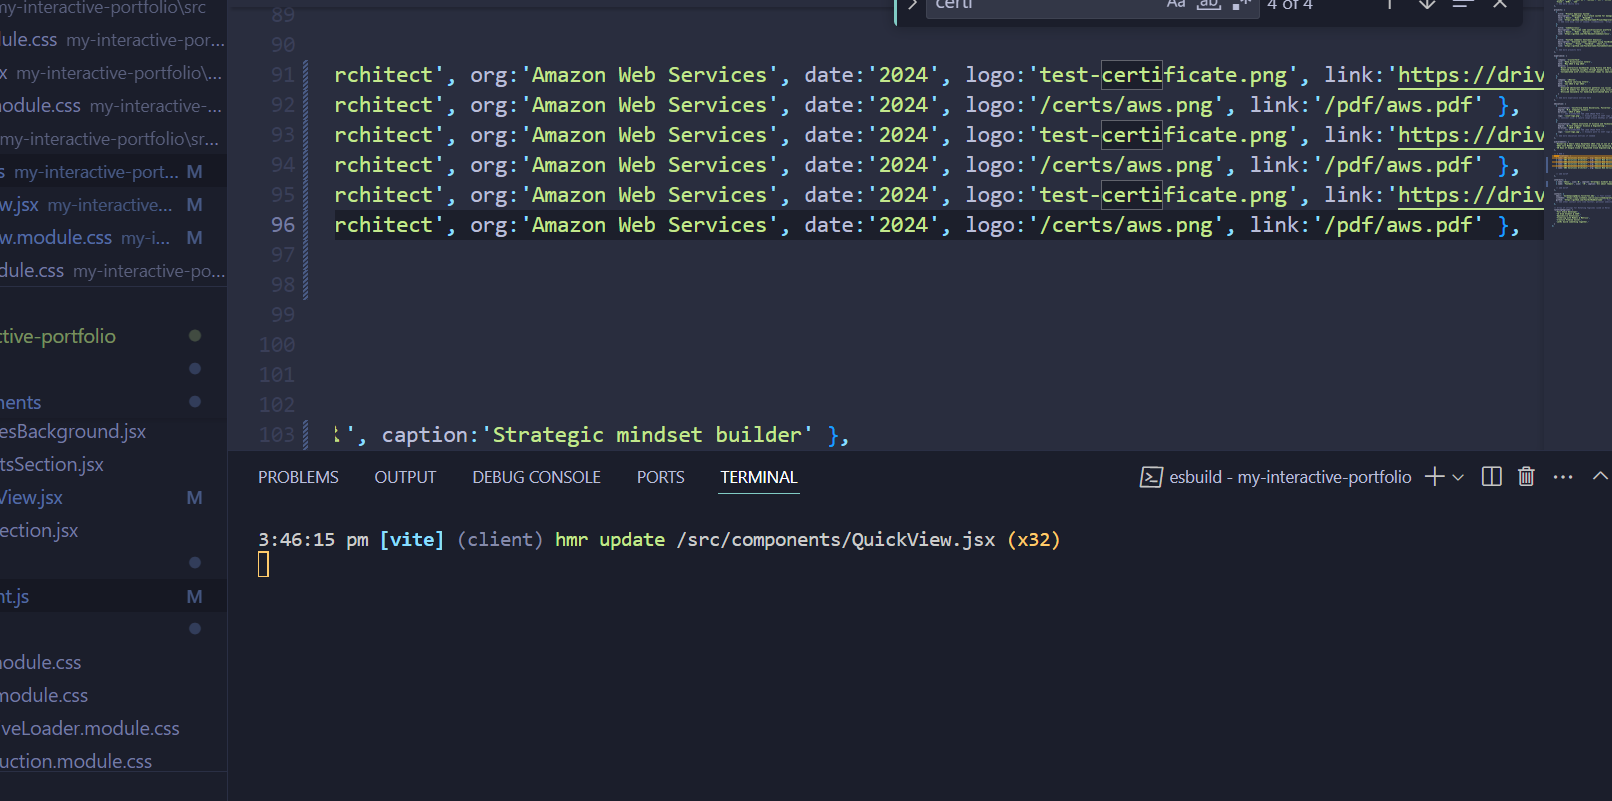 my-interactive-portfolio\src
dule.css my-interactive-por...
x my-interactive-portfolio\...
module.css my-interactive-...
my-interactive-portfolio\sr...
s my-interactive-port... M
w.jsx my-interactive... M
w.module.css my-i... M
dule.css my-interactive-po...
ctive-portfolio
nents
esBackground.jsx
tsSection.jsx
View.jsx M
ection.jsx
nt.js M
module.css
module.css
veLoader.module.css
uction.module.css
certi Aa ab 4 of 4
89
90
91 rchitect', org:'Amazon Web Services', date:'2024', logo:'test-certificate.png', link:'https://driv
92 rchitect', org:'Amazon Web Services', date:'2024', logo:'/certs/aws.png', link:'/pdf/aws.pdf' },
93 rchitect', org:'Amazon Web Services', date:'2024', logo:'test-certificate.png', link:'https://driv
94 rchitect', org:'Amazon Web Services', date:'2024', logo:'/certs/aws.png', link:'/pdf/aws.pdf' },
95 rchitect', org:'Amazon Web Services', date:'2024', logo:'test-certificate.png', link:'https://driv
96 rchitect', org:'Amazon Web Services', date:'2024', logo:'/certs/aws.png', link:'/pdf/aws.pdf' },
97
98
99
100
101
102
103 ', caption:'Strategic mindset builder' },
PROBLEMS OUTPUT DEBUG CONSOLE PORTS TERMINAL esbuild - my-interactive-portfolio
3:46:15 pm [vite] (client) hmr update /src/components/QuickView.jsx (x32)